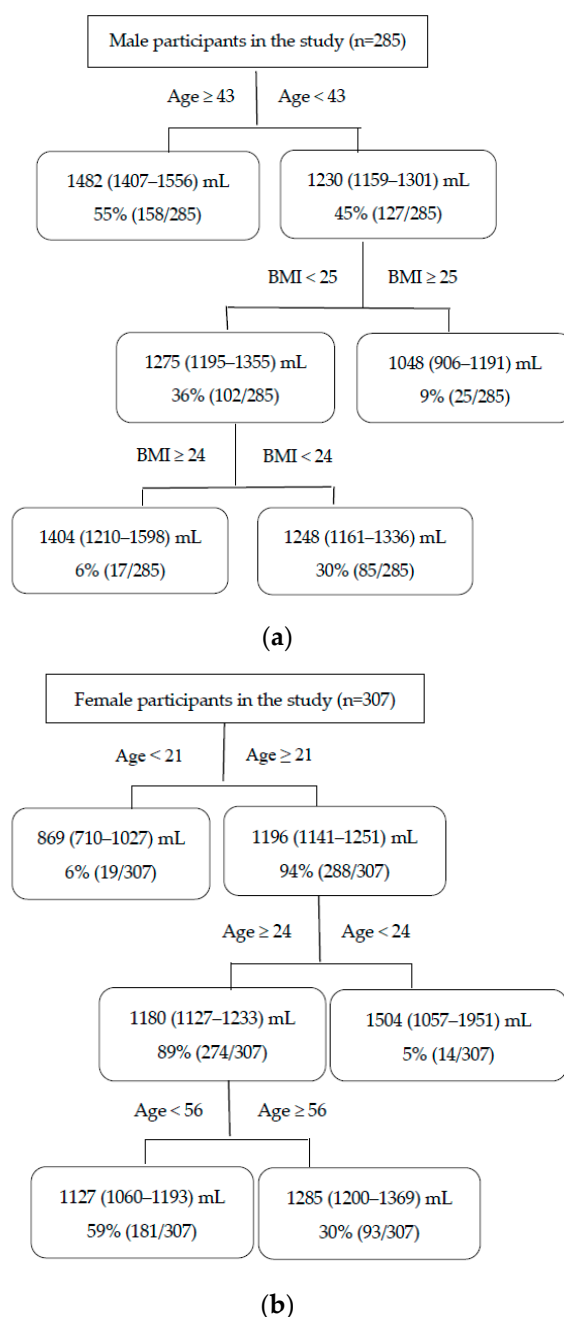 Male participants in the study (n=285)
Age ≥ 43
Age < 43
1482 (1407–1556) mL
55% (158/285)
1230 (1159–1301) mL
45% (127/285)
BMI < 25
BMI ≥ 25
1275 (1195–1355) mL
36% (102/285)
1048 (906–1191) mL
9% (25/285)
BMI ≥ 24
BMI < 24
1404 (1210–1598) mL
6% (17/285)
1248 (1161–1336) mL
30% (85/285)
(a)
Female participants in the study (n=307)
Age < 21
Age ≥ 21
869 (710–1027) mL
6% (19/307)
1196 (1141–1251) mL
94% (288/307)
Age ≥ 24
Age < 24
1180 (1127–1233) mL
89% (274/307)
1504 (1057–1951) mL
5% (14/307)
Age < 56
Age ≥ 56
1127 (1060–1193) mL
59% (181/307)
1285 (1200–1369) mL
30% (93/307)
(b)